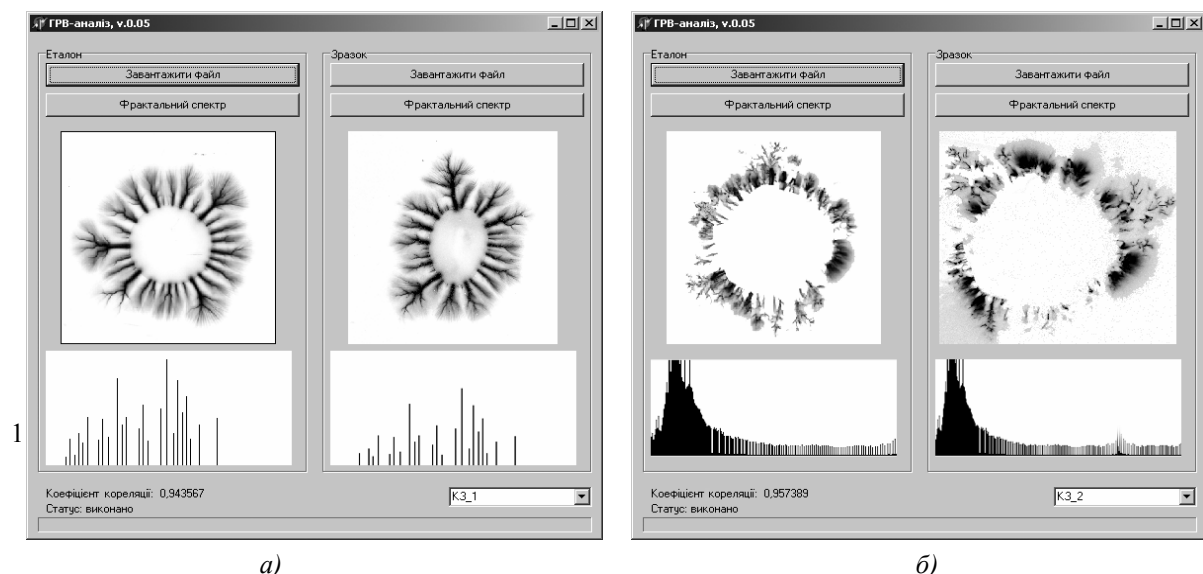 ГРВ-аналіз, v.0.05
Еталон
Зразок
Завантажити файл
Завантажити файл
Фрактальний спектр
Фрактальний спектр
Коефіцієнт кореляції: 0,943567
КЗ_1
Статус: виконано
а)
ГРВ-аналіз, v.0.05
Еталон
Зразок
Завантажити файл
Завантажити файл
Фрактальний спектр
Фрактальний спектр
Коефіцієнт кореляції: 0,957389
КЗ_2
Статус: виконано
б)
1